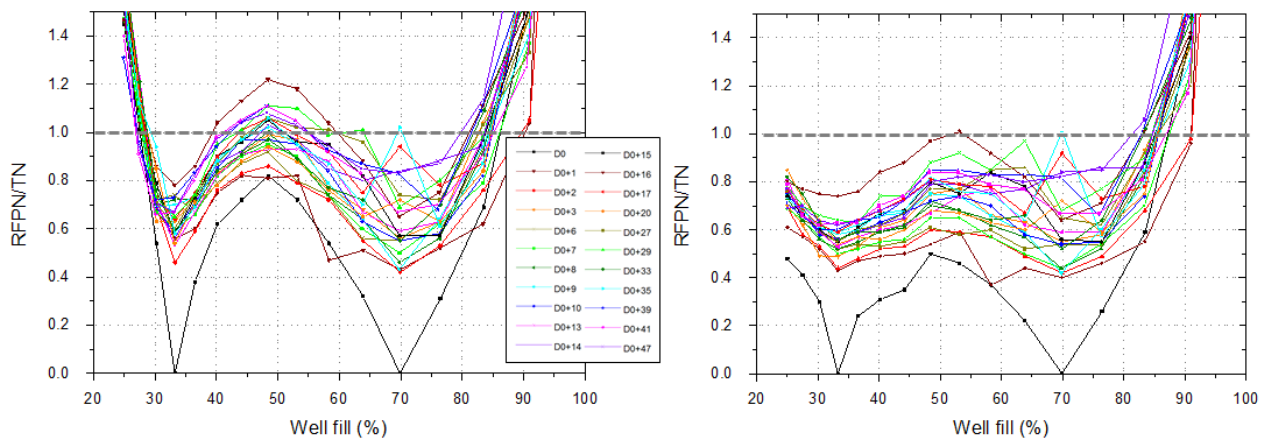 RFPN/TN
1.4
1.2
1.0
0.8
0.6
0.4
0.2
0.0
20 30 40 50 60 70 80 90 100
Well fill (%)
D0 D0+15
D0+1 D0+16
D0+2 D0+17
D0+3 D0+20
D0+6 D0+27
D0+7 D0+29
D0+8 D0+33
D0+9 D0+35
D0+10 D0+39
D0+13 D0+41
D0+14 D0+47
RFPN/TN
1.4
1.2
1.0
0.8
0.6
0.4
0.2
0.0
20 30 40 50 60 70 80 90 100
Well fill (%)